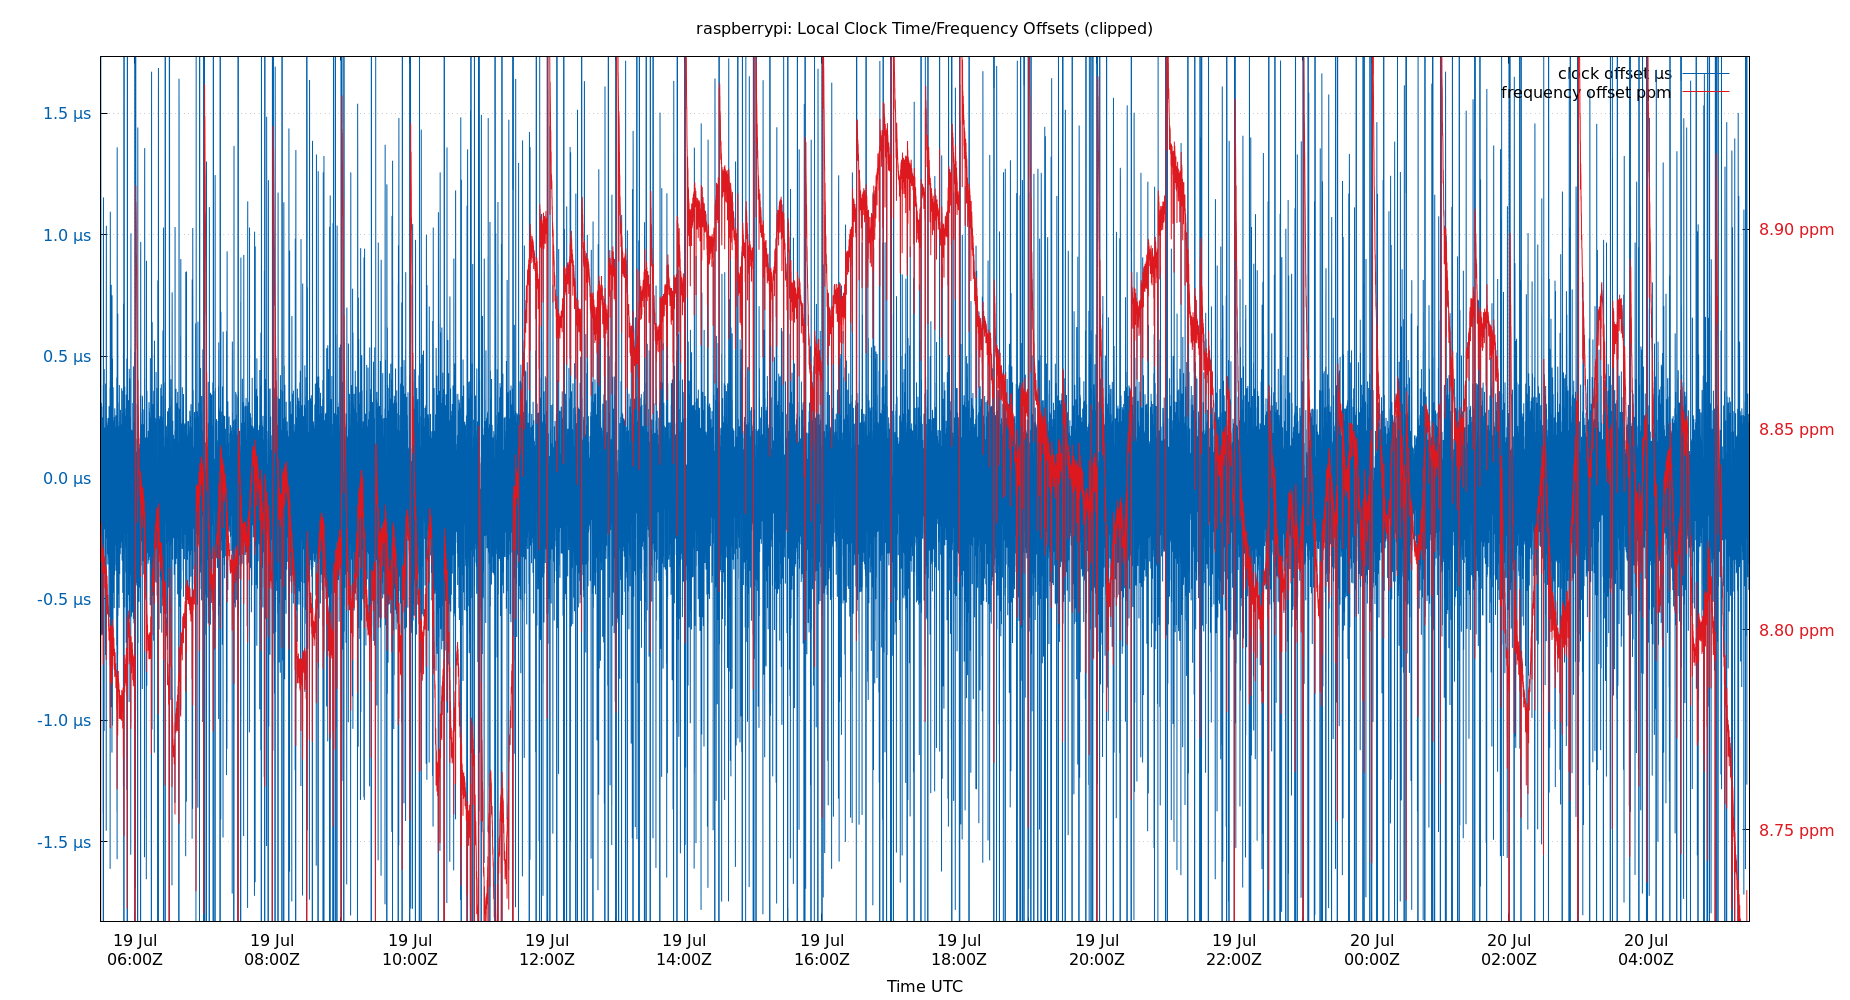 raspberrypi: Local Clock Time/Frequency Offsets (clipped)
clock offset µs
frequency offset ppm
1.5 µs
1.0 µs
0.5 µs
0.0 µs
-0.5 µs
-1.0 µs
-1.5 µs
8.90 ppm
8.85 ppm
8.80 ppm
8.75 ppm
19 Jul 19 Jul 19 Jul 19 Jul 19 Jul 19 Jul 19 Jul 19 Jul 19 Jul 20 Jul 20 Jul 20 Jul
06:00Z 08:00Z 10:00Z 12:00Z 14:00Z 16:00Z 18:00Z 20:00Z 22:00Z 00:00Z 02:00Z 04:00Z
Time UTC